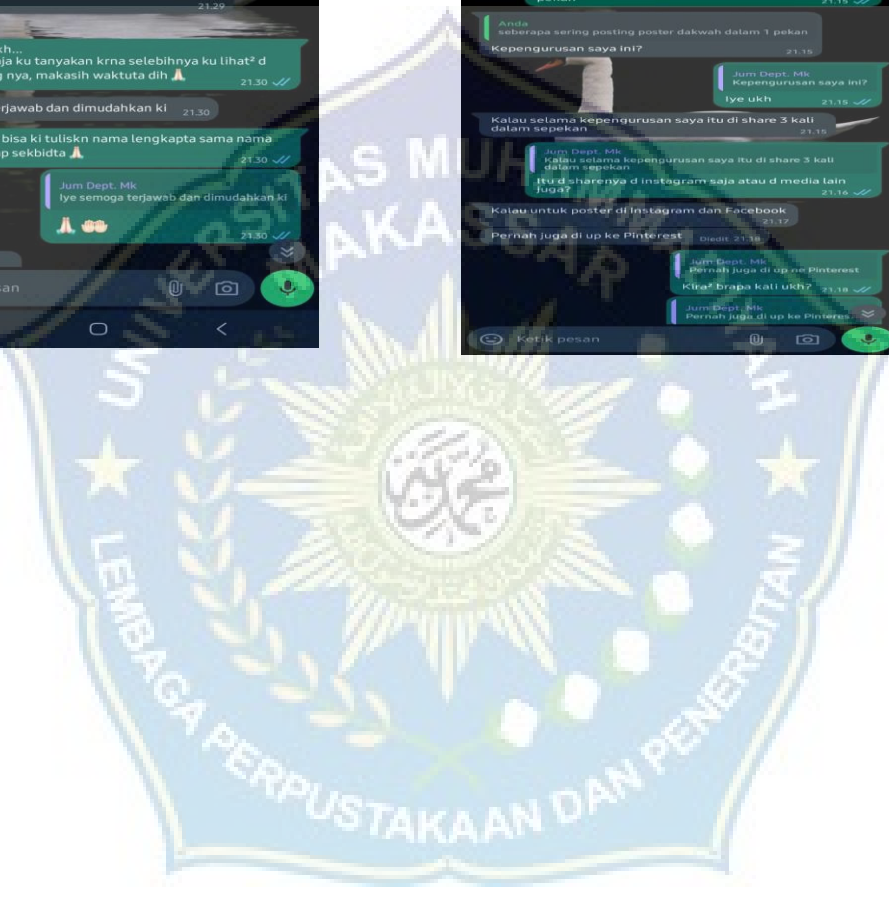 21.29
kh...
ja ku tanyakan krna selebihnya ku lihat² d
g nya, makasih waktuta dih 🙏🏻
21.30
erjawab dan dimudahkan ki 21.30
bisa ki tuliskn nama lengkapta sama nama
p sekbidta 🙏🏻
21.30
Jum Dept. Mk
Iye semoga terjawab dan dimudahkan ki
🙏🏻 🤲🏻
21.30
san
21.15
Anda
seberapa sering posting poster dakwah dalam 1 pekan
Kepengurusan saya ini?
21.15
Jum Dept. Mk
Kepengurusan saya ini?
Iye ukh
21.15
Kalau selama kepengurusan saya itu di share 3 kali
dalam sepekan
21.15
Jum Dept. Mk
Kalau selama kepengurusan saya itu di share 3 kali
dalam sepekan
Itu d sharenya d instagram saja atau d media lain
juga?
21.16
Kalau untuk poster di Instagram dan Facebook
21.17
Pernah juga di up ke Pinterest Diedit 21.18
Jum Dept. Mk
Pernah juga di up ke Pinterest
Kira² brapa kali ukh?
21.18
Jum Dept. Mk
Pernah juga di up ke Pinteres
Ketik pesan
UNIVERSITAS MUHAMMADIYAH
MAKASSAR
محمد
LEMBAGA PERPUSTAKAAN DAN PENERBITAN